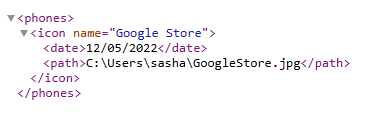 <phones>
<icon name="Google Store">
<date>12/05/2022</date>
<path>C:\Users\sasha\GoogleStore.jpg</path>
</icon>
</phones>